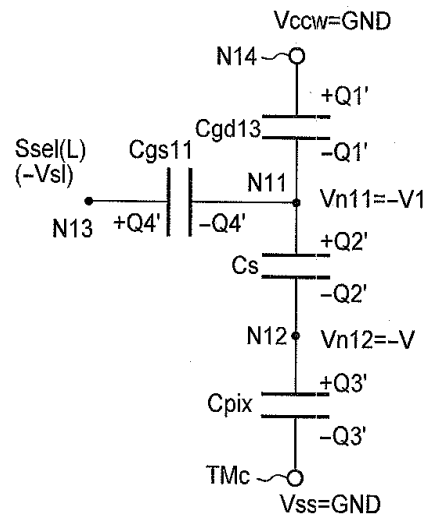 Vccw=GND
N14
+Q1'
Cgd13
-Q1'
Cgs11
Ssel(L)
(-Vsl)
N11
Vn11=-V1
N13
+Q4'
-Q4'
+Q2'
Cs
-Q2'
N12
Vn12=-V
+Q3'
Cpix
-Q3'
TMc
Vss=GND